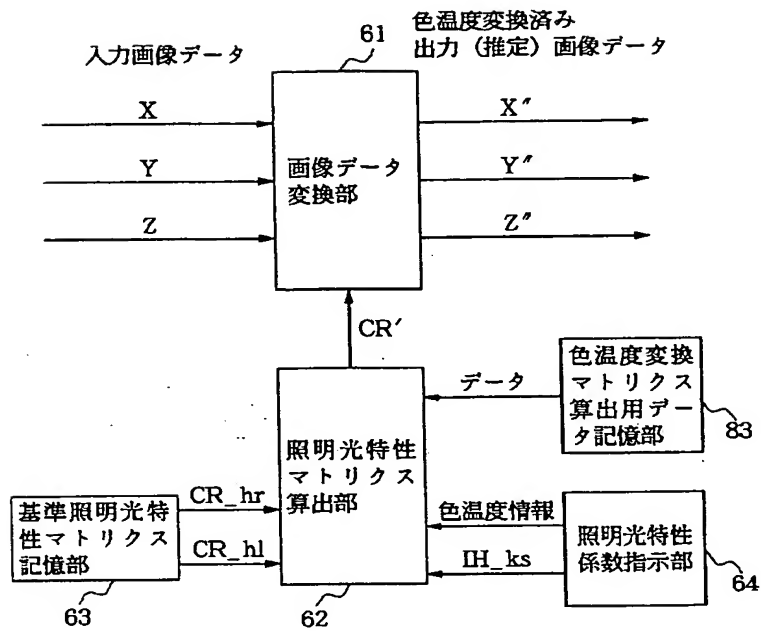 入力画像データ
61
色温度変換済み
出力（推定）画像データ
X
Y
Z
画像データ
変換部
X″
Y″
Z″
CR′
データ
色温度変換
マトリクス
算出用デー
タ記憶部
83
照明光特性
マトリクス
算出部
62
基準照明光特
性マトリクス
記憶部
63
CR_hr
CR_hl
色温度情報
IH_ks
照明光特性
係数指示部
64